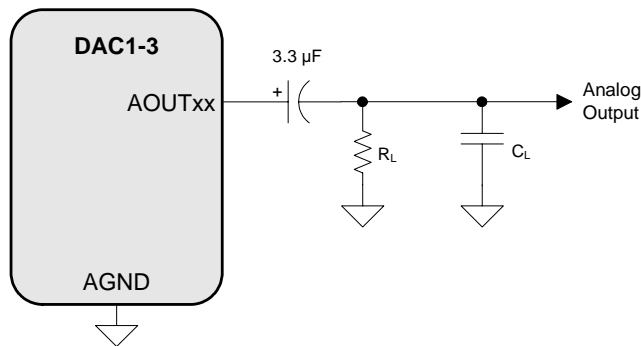 DAC1-3
3.3 µF
+
AOUTxx
Analog
Output
RL
CL
AGND